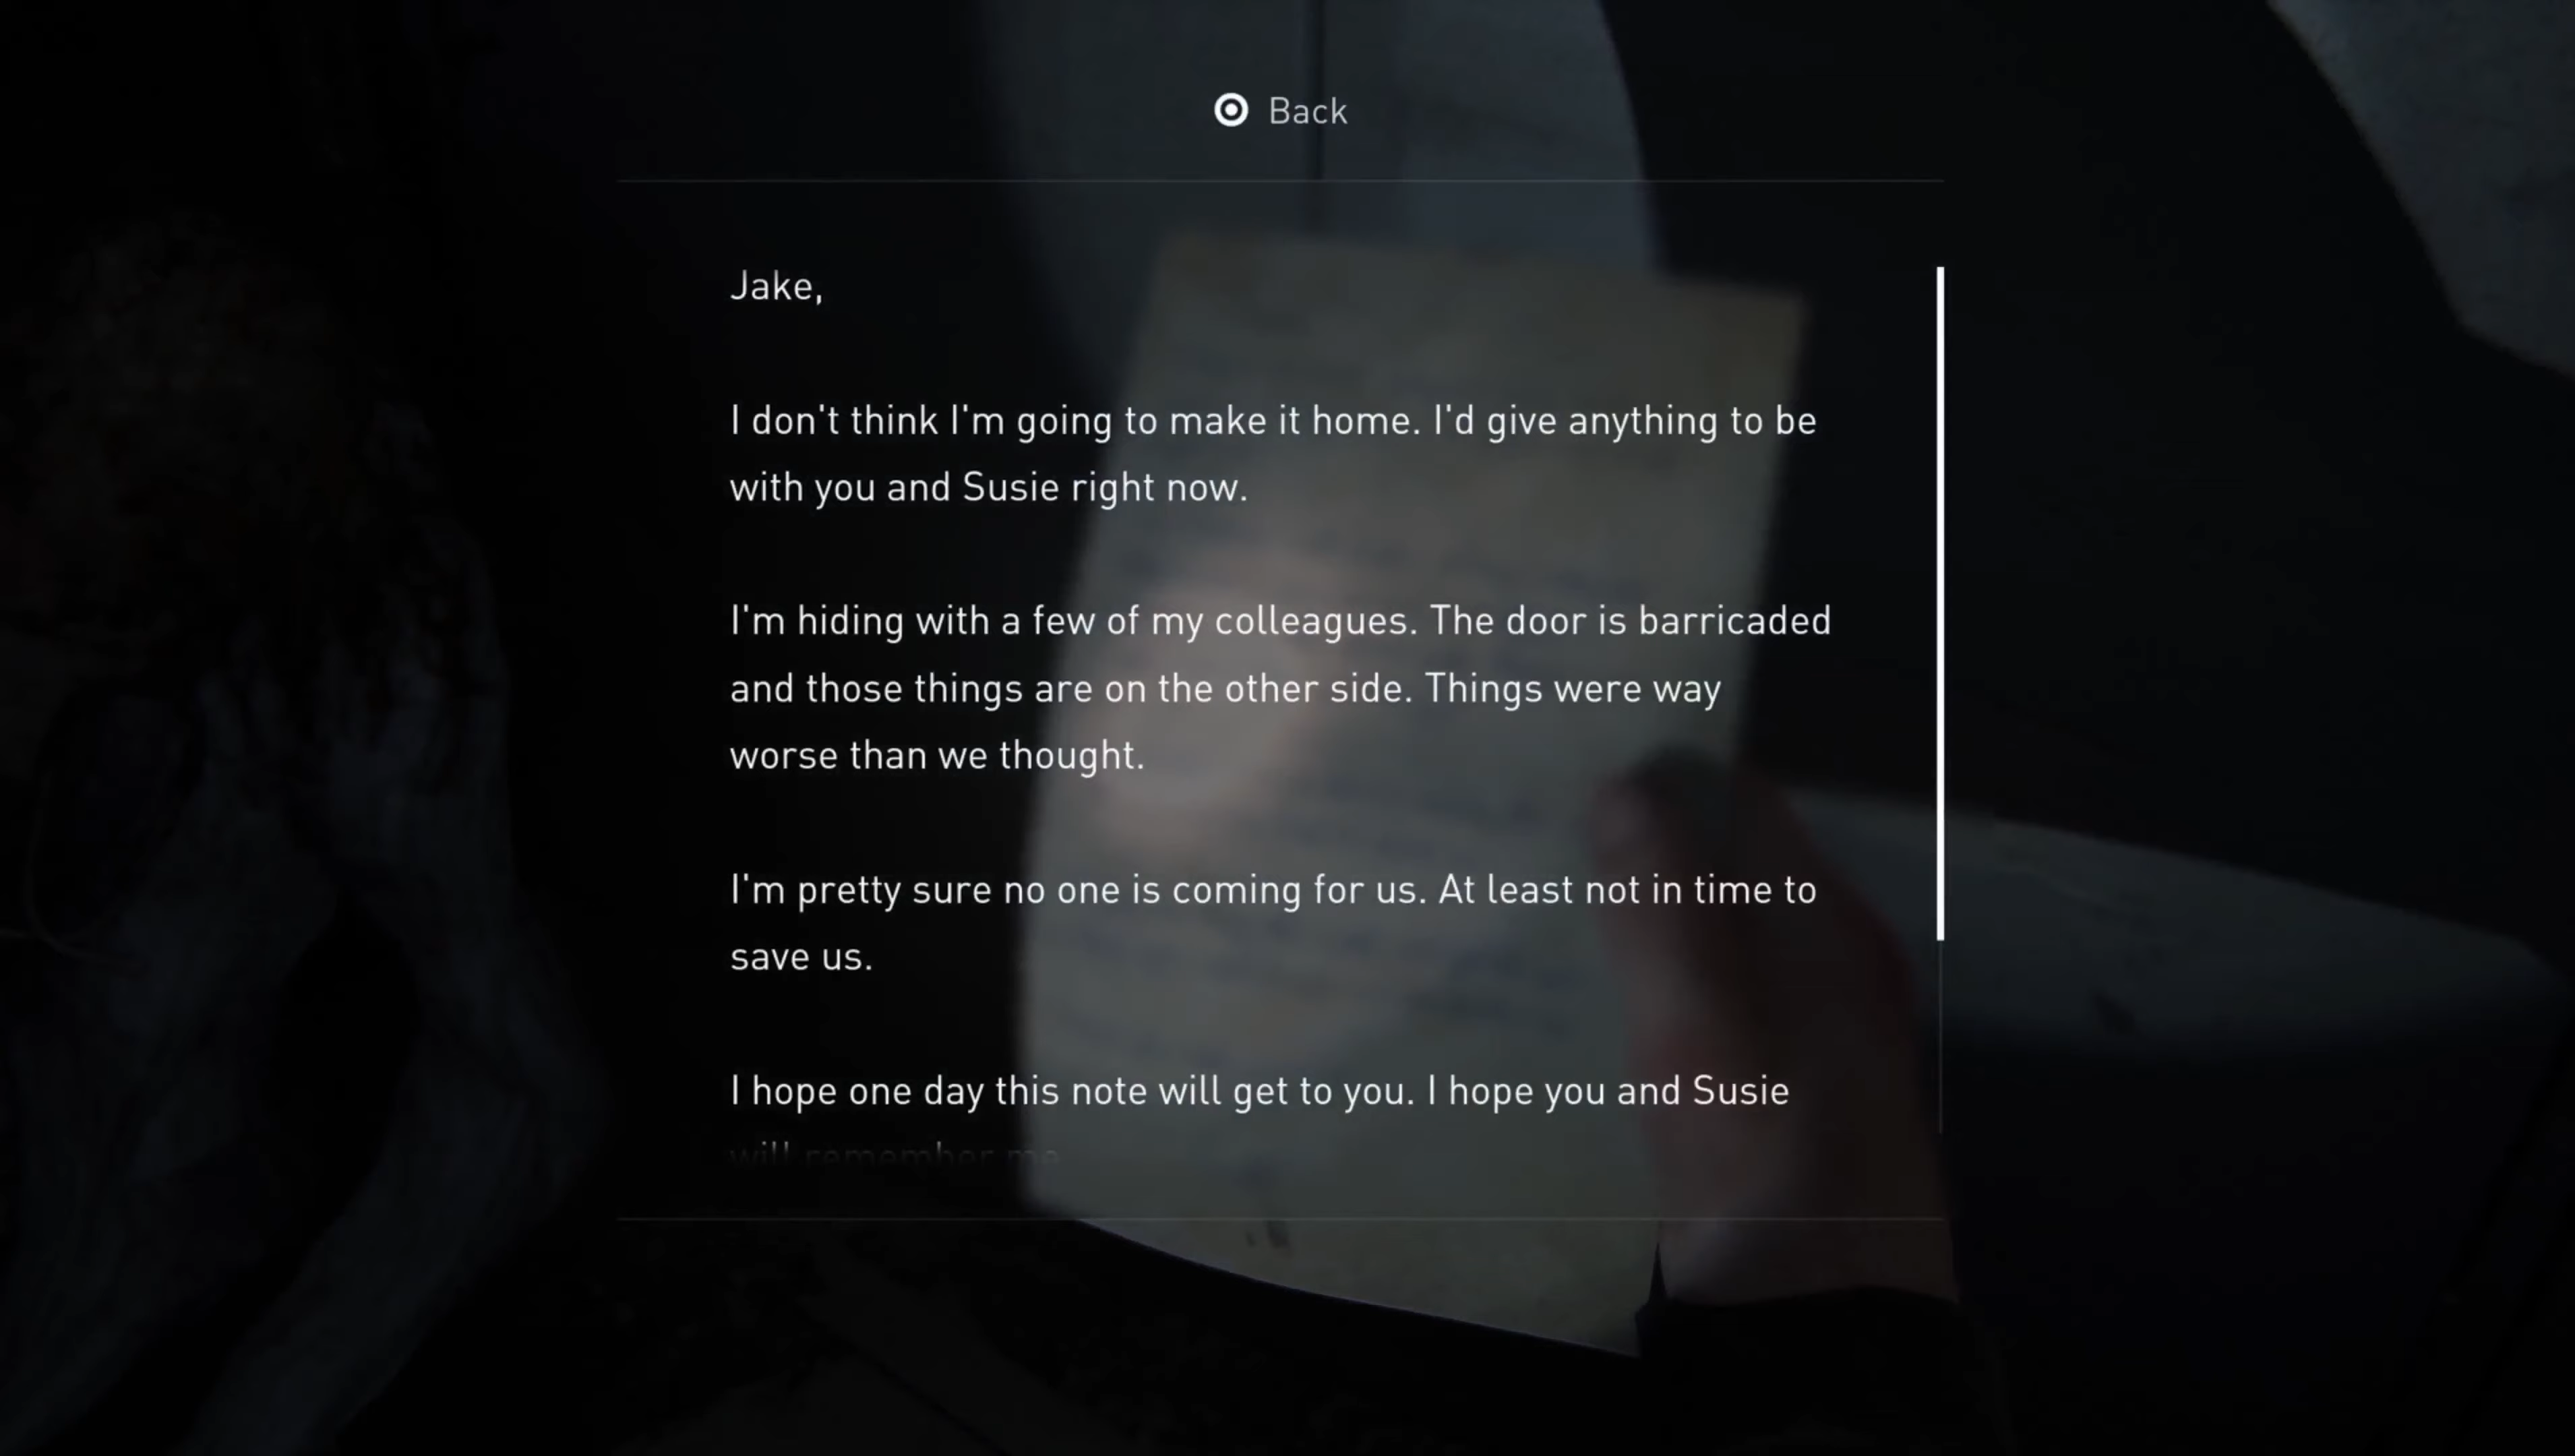 Back
Jake,
I don't think I'm going to make it home. I'd give anything to be
with you and Susie right now.
I'm hiding with a few of my colleagues. The door is barricaded
and those things are on the other side. Things were way
worse than we thought.
I'm pretty sure no one is coming for us. At least not in time to
save us.
I hope one day this note will get to you. I hope you and Susie
will remember me